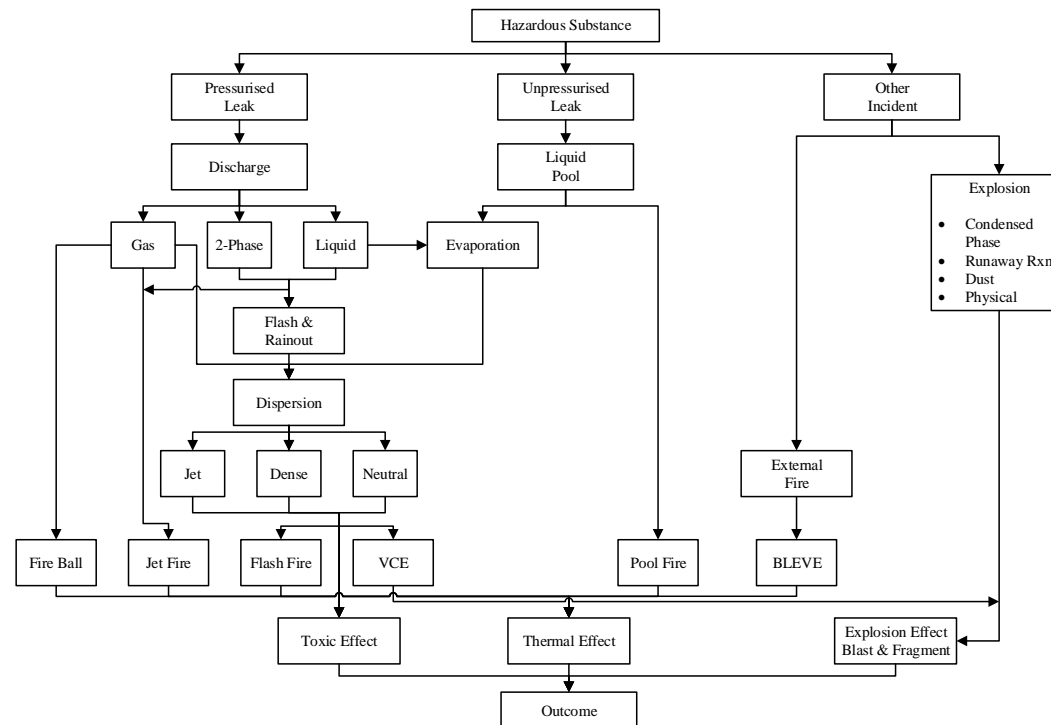 Hazardous Substance
Pressurised
Leak
Unpressurised
Leak
Other
Incident
Discharge
Liquid
Pool
Explosion
• Condensed
Phase
• Runaway Rxn
• Dust
• Physical
Gas
2-Phase
Liquid
Evaporation
Flash &
Rainout
Dispersion
Jet
Dense
Neutral
External
Fire
Fire Ball
Jet Fire
Flash Fire
VCE
Pool Fire
BLEVE
Toxic Effect
Thermal Effect
Explosion Effect
Blast & Fragment
Outcome